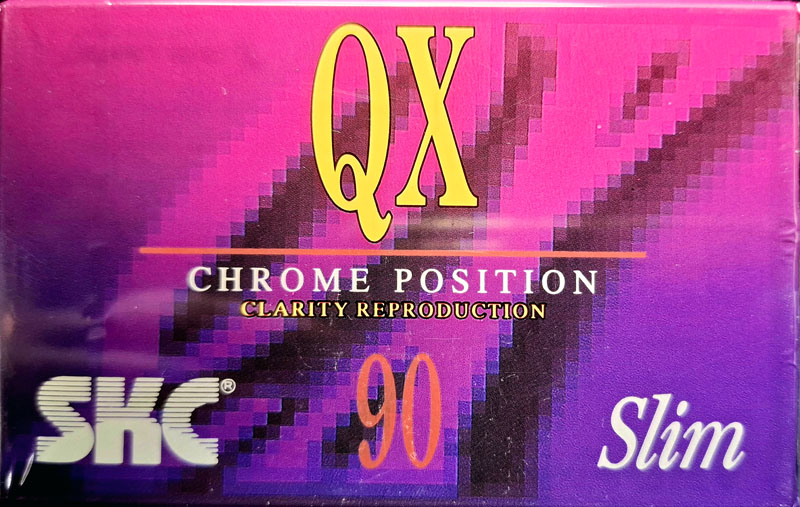 QX
CHROME POSITION
CLARITY REPRODUCTION
90
SKC®
Slim